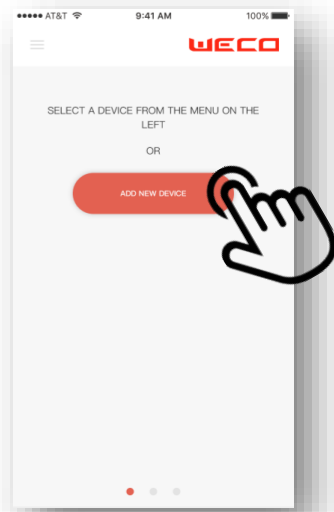 AT&T 9:41 AM 100%
WECO
SELECT A DEVICE FROM THE MENU ON THE
LEFT
OR
ADD NEW DEVICE